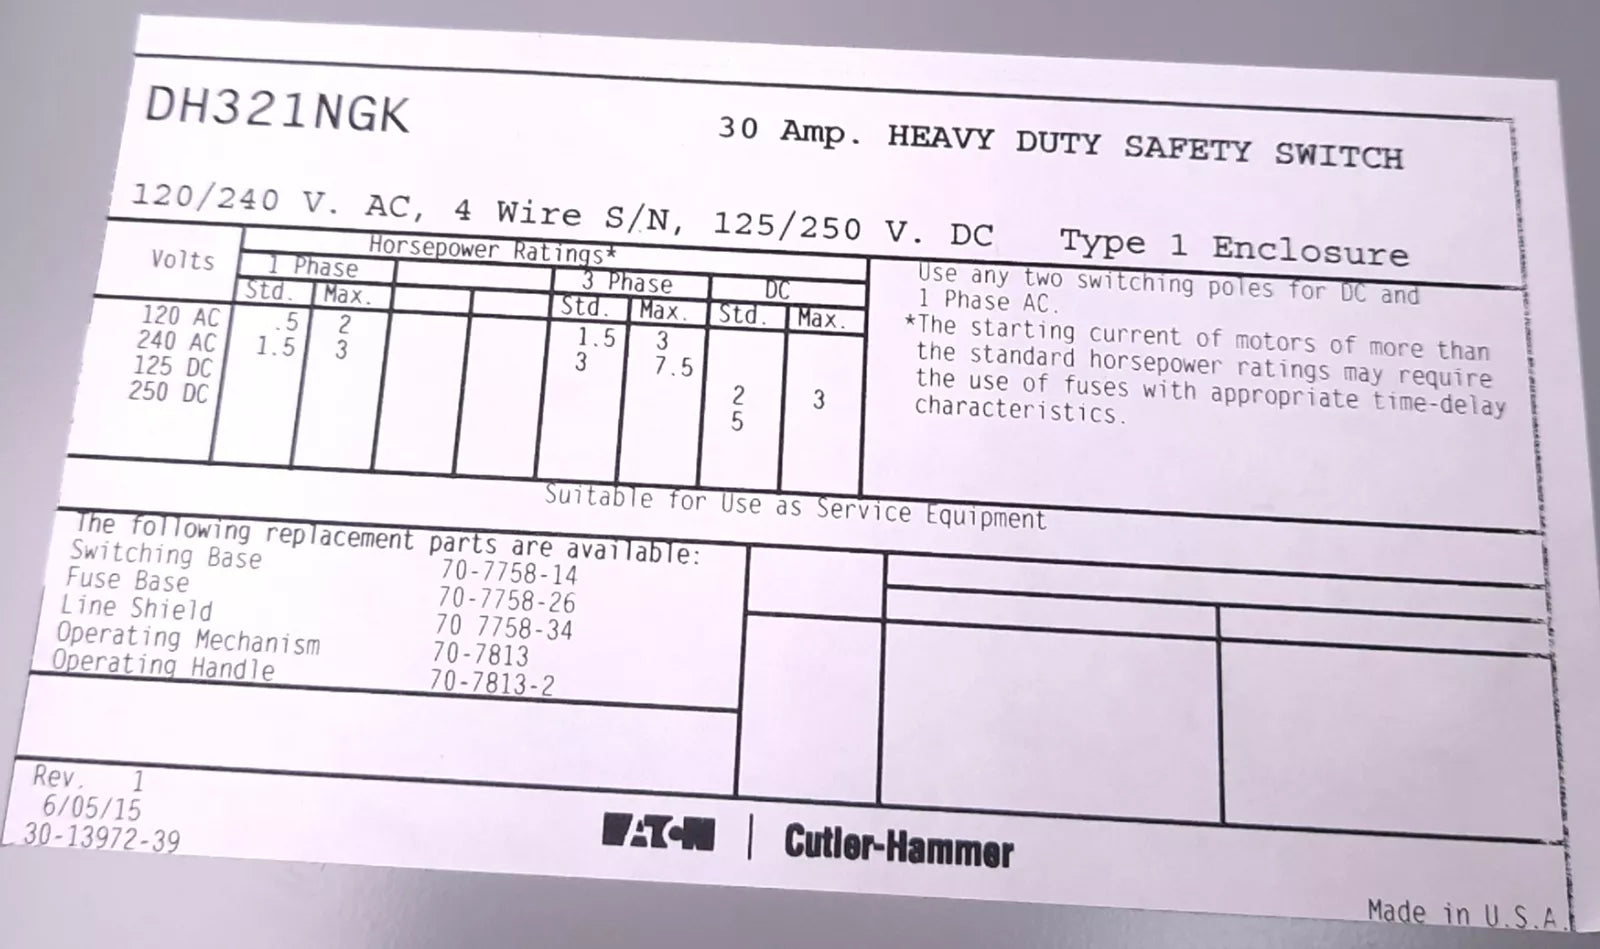 DH321NGK
30 Amp. HEAVY DUTY SAFETY SWITCH
120/240 V. AC, 4 Wire S/N, 125/250 V. DC Type 1 Enclosure
Volts
Horsepower Ratings*
1 Phase 3 Phase DC
Std. Max. Std. Max. Std. Max.
120 AC .5 2 1.5 3
240 AC 1.5 3 3 7.5
125 DC 2 3
250 DC 5
Use any two switching poles for DC and
1 Phase AC.
*The starting current of motors of more than
the standard horsepower ratings may require
the use of fuses with appropriate time-delay
characteristics.
Suitable for Use as Service Equipment
The following replacement parts are available:
Switching Base 70-7758-14
Fuse Base 70-7758-26
Line Shield 70 7758-34
Operating Mechanism 70-7813
Operating Handle 70-7813-2
Rev. 1
6/05/15
30-13972-39
EATON | Cutler-Hammer
Made in U.S.A.